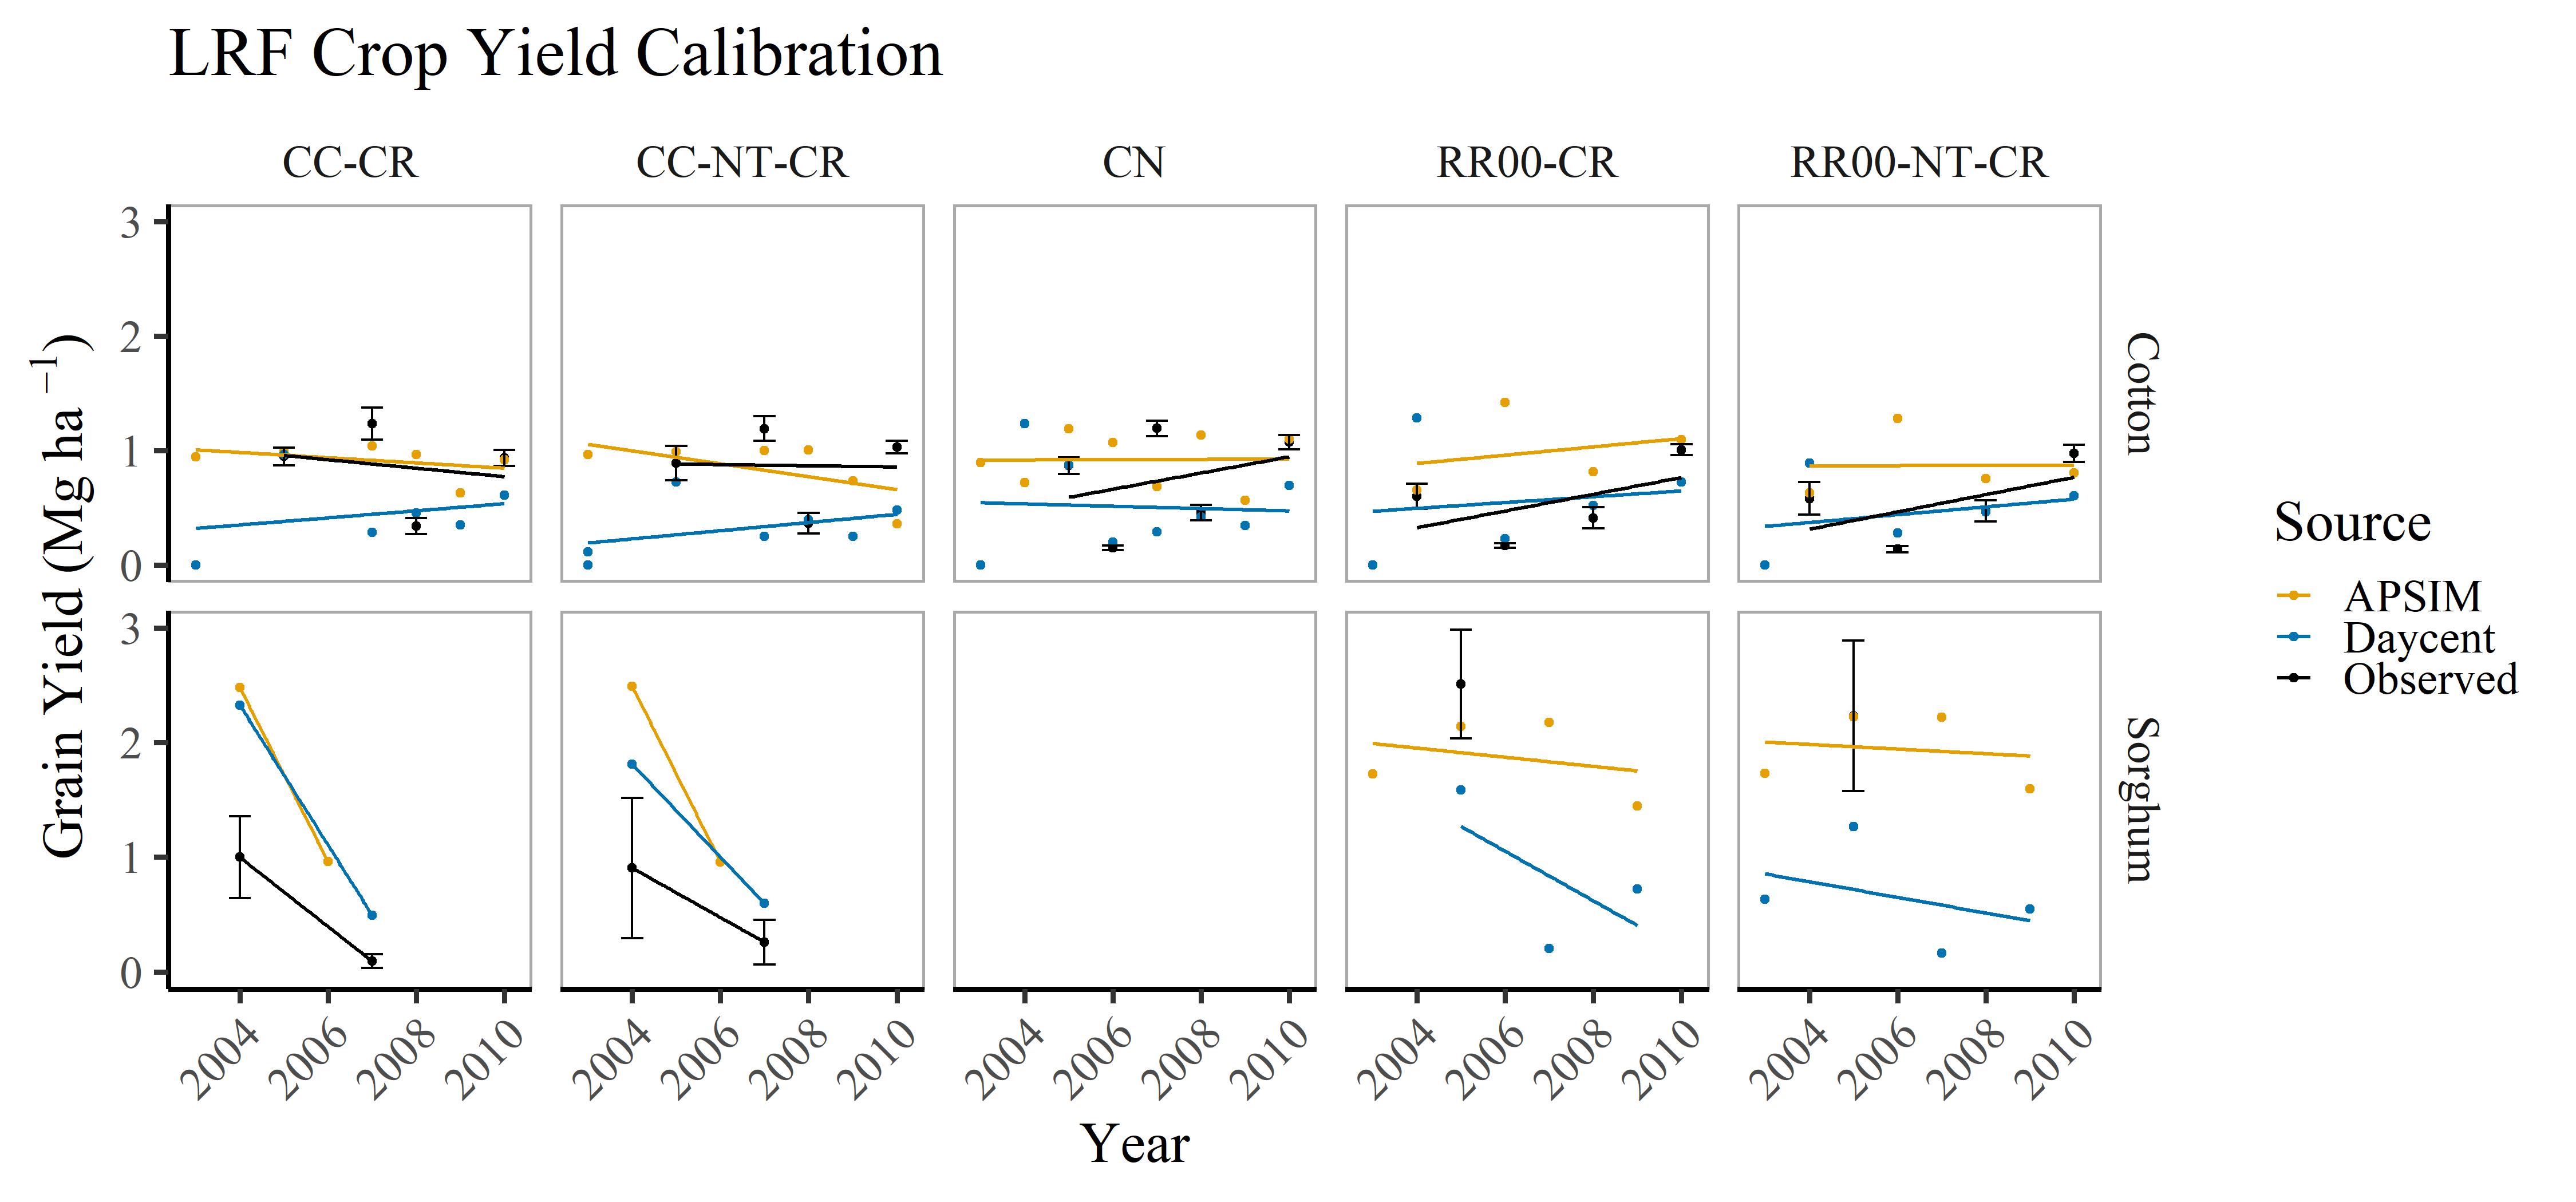 LRF Crop Yield Calibration
CC-CR
CC-NT-CR
CN
RR00-CR
RR00-NT-CR
Grain Yield (Mg ha −1)
3
2
1
0
Cotton
3
2
1
0
Sorghum
2004 2006 2008 2010
2004 2006 2008 2010
2004 2006 2008 2010
2004 2006 2008 2010
2004 2006 2008 2010
Year
Source
APSIM
Daycent
Observed